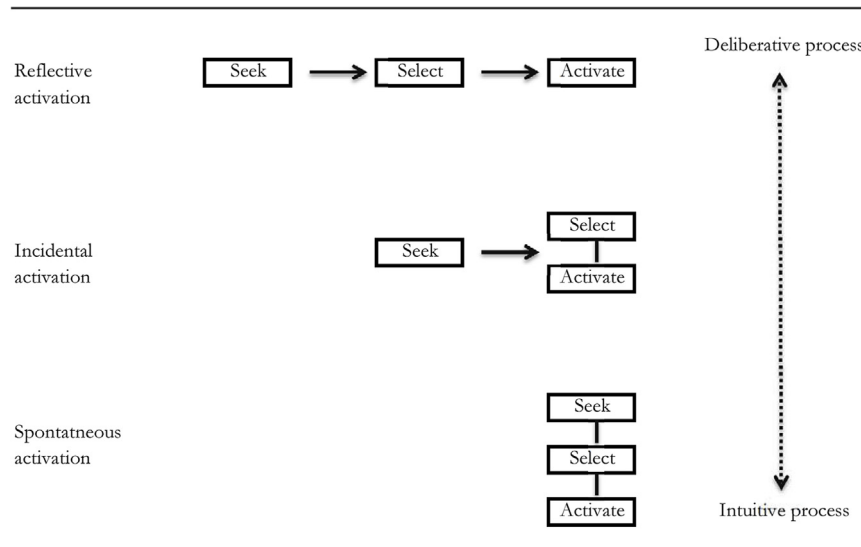 Deliberative process
Reflective
activation
Seek
Select
Activate
Incidental
activation
Seek
Select
Activate
Spontatneous
activation
Seek
Select
Activate
Intuitive process